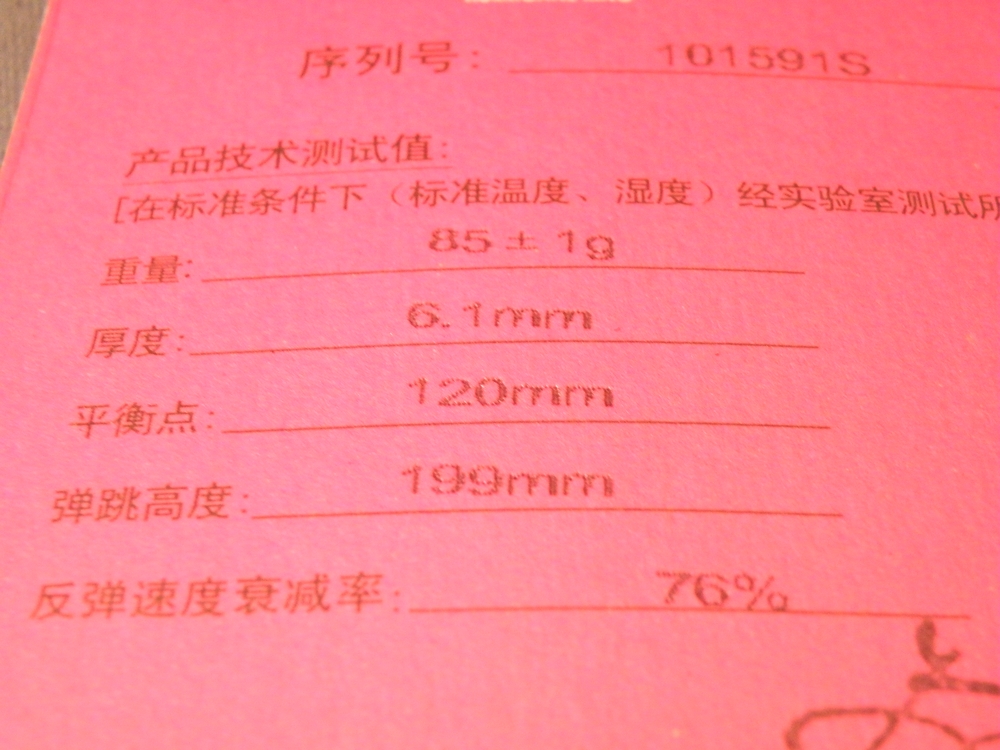 序列号: 101591S
产品技术测试值:
[在标准条件下（标准温度、湿度）经实验室测试所
重量: 85±1g
厚度: 6.1mm
平衡点: 120mm
弹跳高度: 199mm
反弹速度衰减率: 76%